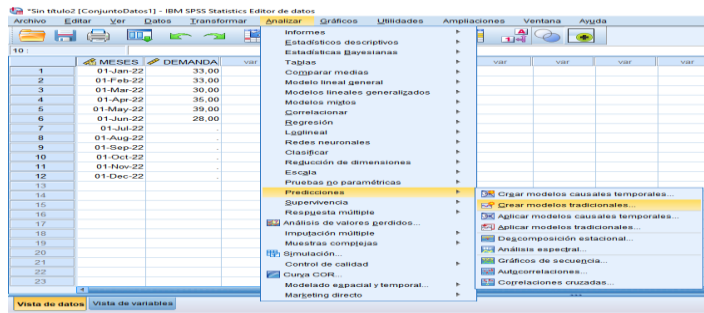 *Sin título2 [ConjuntoDatos1] - IBM SPSS Statistics Editor de datos
Archivo Editar Ver Datos Transformar Analizar Gráficos Utilidades Ampliaciones Ventana Ayuda
10 :
MESES DEMANDA var var var var var
1 01-Jan-22 33,00
2 01-Feb-22 33,00
3 01-Mar-22 30,00
4 01-Apr-22 35,00
5 01-May-22 39,00
6 01-Jun-22 28,00
7 01-Jul-22 .
8 01-Aug-22 .
9 01-Sep-22 .
10 01-Oct-22 .
11 01-Nov-22 .
12 01-Dec-22 .
13
14
15
16
17
18
19
20
21
22
23
Informes
Estadísticos descriptivos
Estadísticas Bayesianas
Tablas
Comparar medias
Modelo lineal general
Modelos lineales generalizados
Modelos mixtos
Correlacionar
Regresión
Loglineal
Redes neuronales
Clasificar
Reducción de dimensiones
Escala
Pruebas no paramétricas
Predicciones
Supervivencia
Respuesta múltiple
Análisis de valores perdidos...
Imputación múltiple
Muestras complejas
Simulación...
Control de calidad
Curva COR...
Modelado espacial y temporal...
Marketing directo
Crear modelos causales temporales...
Crear modelos tradicionales...
Aplicar modelos causales temporales...
Aplicar modelos tradicionales...
Descomposición estacional...
Análisis espectral...
Gráficos de secuencia...
Autocorrelaciones...
Correlaciones cruzadas...
Vista de datos Vista de variables